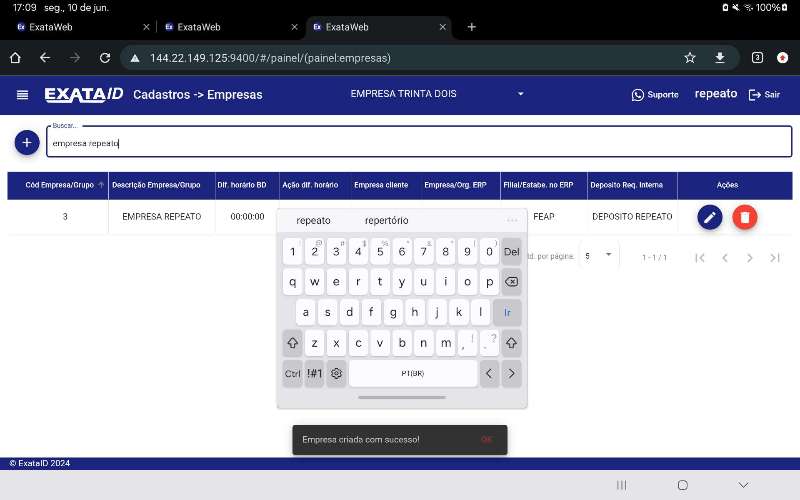 17:09 seg., 10 de jun. 100%
ExataWeb ExataWeb ExataWeb
144.22.149.125:9400/#/painel/(painel:empresas) 3
EXATAID Cadastros -> Empresas EMPRESA TRINTA DOIS Suporte repeato Sair
Buscar...
empresa repeato
Cód Empresa/Grupo Descrição Empresa/Grupo Dif. horário BD Ação dif. horário Empresa cliente Empresa/Org. ERP Filial/Estabe. no ERP Deposito Req. Interna Ações
3 EMPRESA REPEATO 00:00:00 FEAP DEPOSITO REPEATO
repeato repertório ...
td. por página: 5 1 - 1 / 1
1 2 3 4 5 6 7 8 9 0 Del
q w e r t y u i o p
a s d f g h j k l Ir
z x c v b n m , ! . ?
Ctrl !#1 PT(BR)
Empresa criada com sucesso! OK
© ExataID 2024